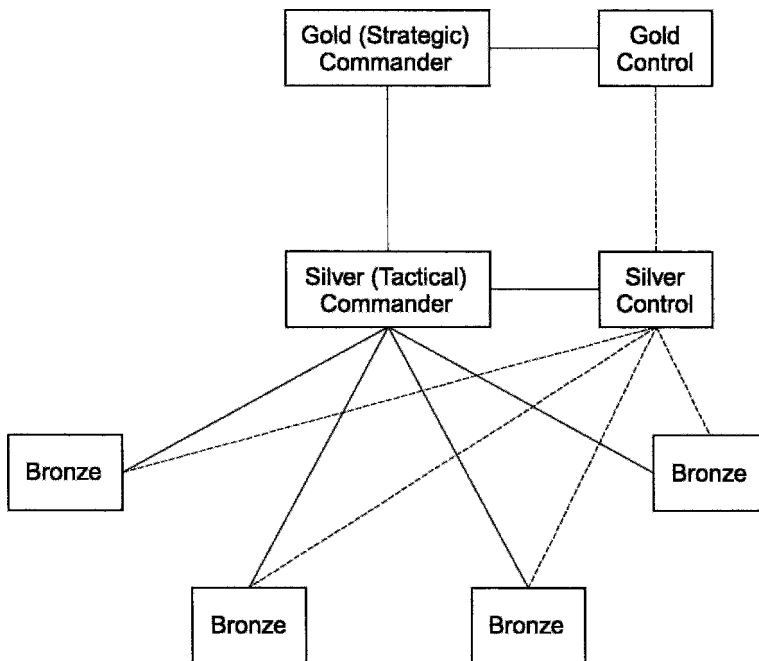 Gold (Strategic)
Commander
Gold
Control
Silver (Tactical)
Commander
Silver
Control
Bronze
Bronze
Bronze
Bronze